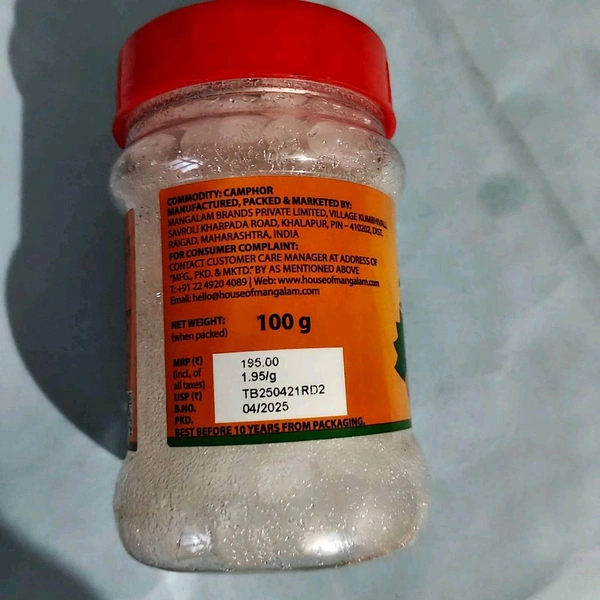 COMMODITY: CAMPHOR
MANUFACTURED, PACKED & MARKETED BY:
MANGALAM BRANDS PRIVATE LIMITED, VILLAGE
SAVROLI KHARPADA ROAD, KHALAPUR, PIN – 410202, DIST.
RAIGAD, MAHARASHTRA, INDIA
FOR CONSUMER COMPLAINT:
CONTACT CUSTOMER CARE MANAGER AT ADDRESS OF
"MFG., PKD. & MKTD." BY AS MENTIONED ABOVE
T: +91 22 4920 4089 | Web: www.houseofmangalam.com
Email: hello@houseofmangalam.com
NET WEIGHT: 100 g
(when packed)
MRP (₹) 195.00
(Incl. of
all taxes)
USP (₹) 1.95/g
B.NO. TB250421RD2
PKD. 04/2025
BEST BEFORE 10 YEARS FROM PACKAGING.